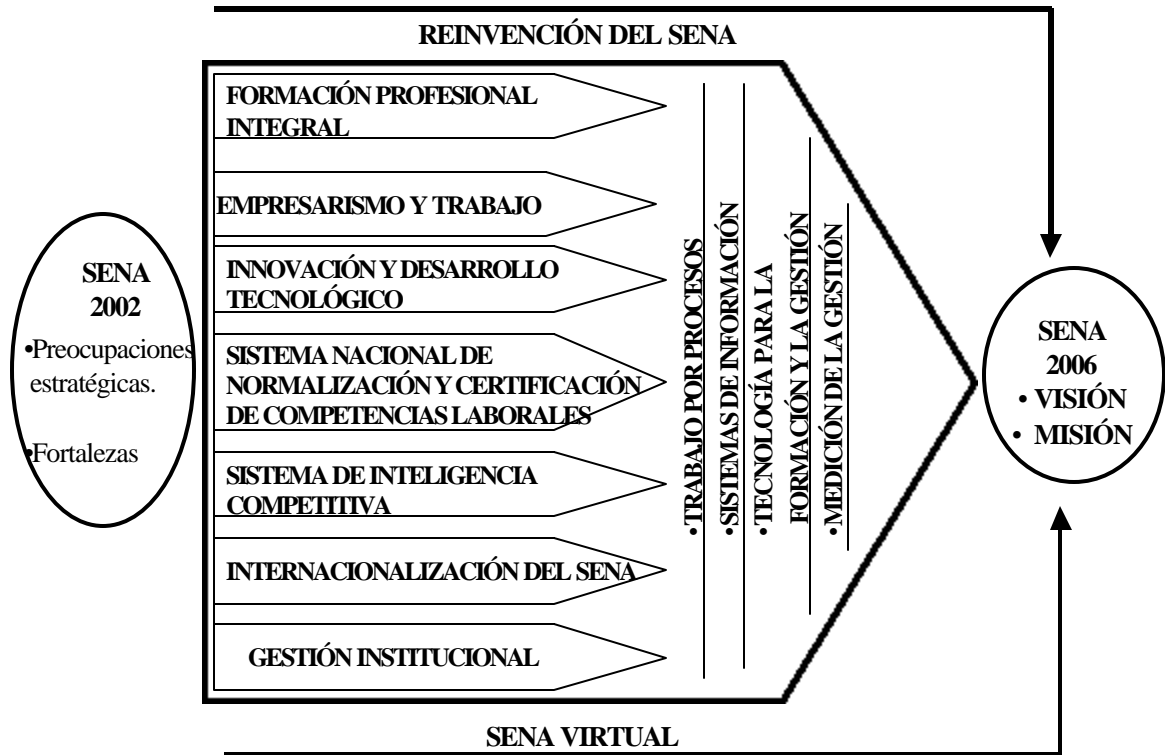 REINVENCIÓN DEL SENA
SENA
2002
•Preocupaciones
estratégicas.
•Fortalezas
FORMACIÓN PROFESIONAL
INTEGRAL
EMPRESARISMO Y TRABAJO
INNOVACIÓN Y DESARROLLO
TECNOLÓGICO
SISTEMA NACIONAL DE
NORMALIZACIÓN Y CERTIFICACIÓN
DE COMPETENCIAS LABORALES
SISTEMA DE INTELIGENCIA
COMPETITIVA
INTERNACIONALIZACIÓN DEL SENA
GESTIÓN INSTITUCIONAL
•TRABAJO POR PROCESOS
•SISTEMAS DE INFORMACIÓN
•TECNOLOGÍA PARA LA
FORMACIÓN Y LA GESTIÓN
•MEDICIÓN DE LA GESTIÓN
SENA
2006
• VISIÓN
• MISIÓN
SENA VIRTUAL